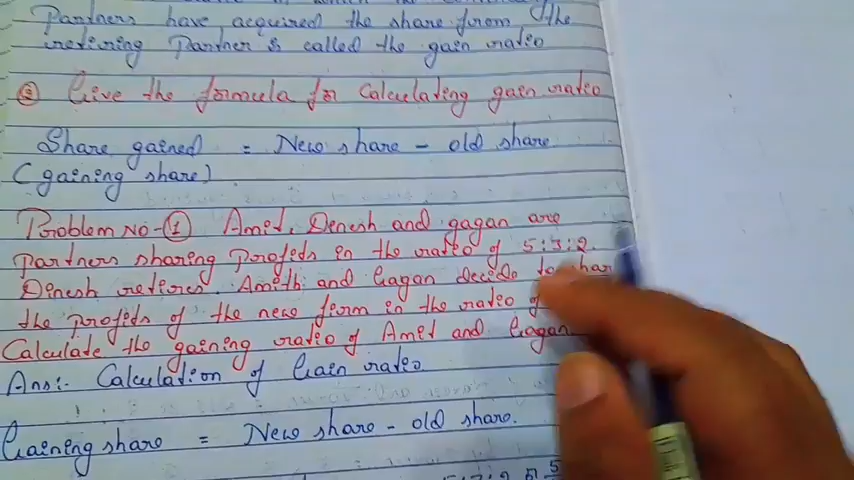 Partners have acquired the share from the
retiring Partner is called the gain ratio
③ Give the formula for Calculating gain ratio
Share gained = New share - old share
(gaining share)
Problem No-① Amit, Dinesh and gagan are
Partners sharing Profits in the ratio of 5:3:2.
Dinesh retires. Amith and Gagan decide to shar
the profits of the new firm in the ratio of
Calculate the gaining ratio of Amit and Gagan
Ans:- Calculation of Gain ratio
Gaining share = New share - old share.